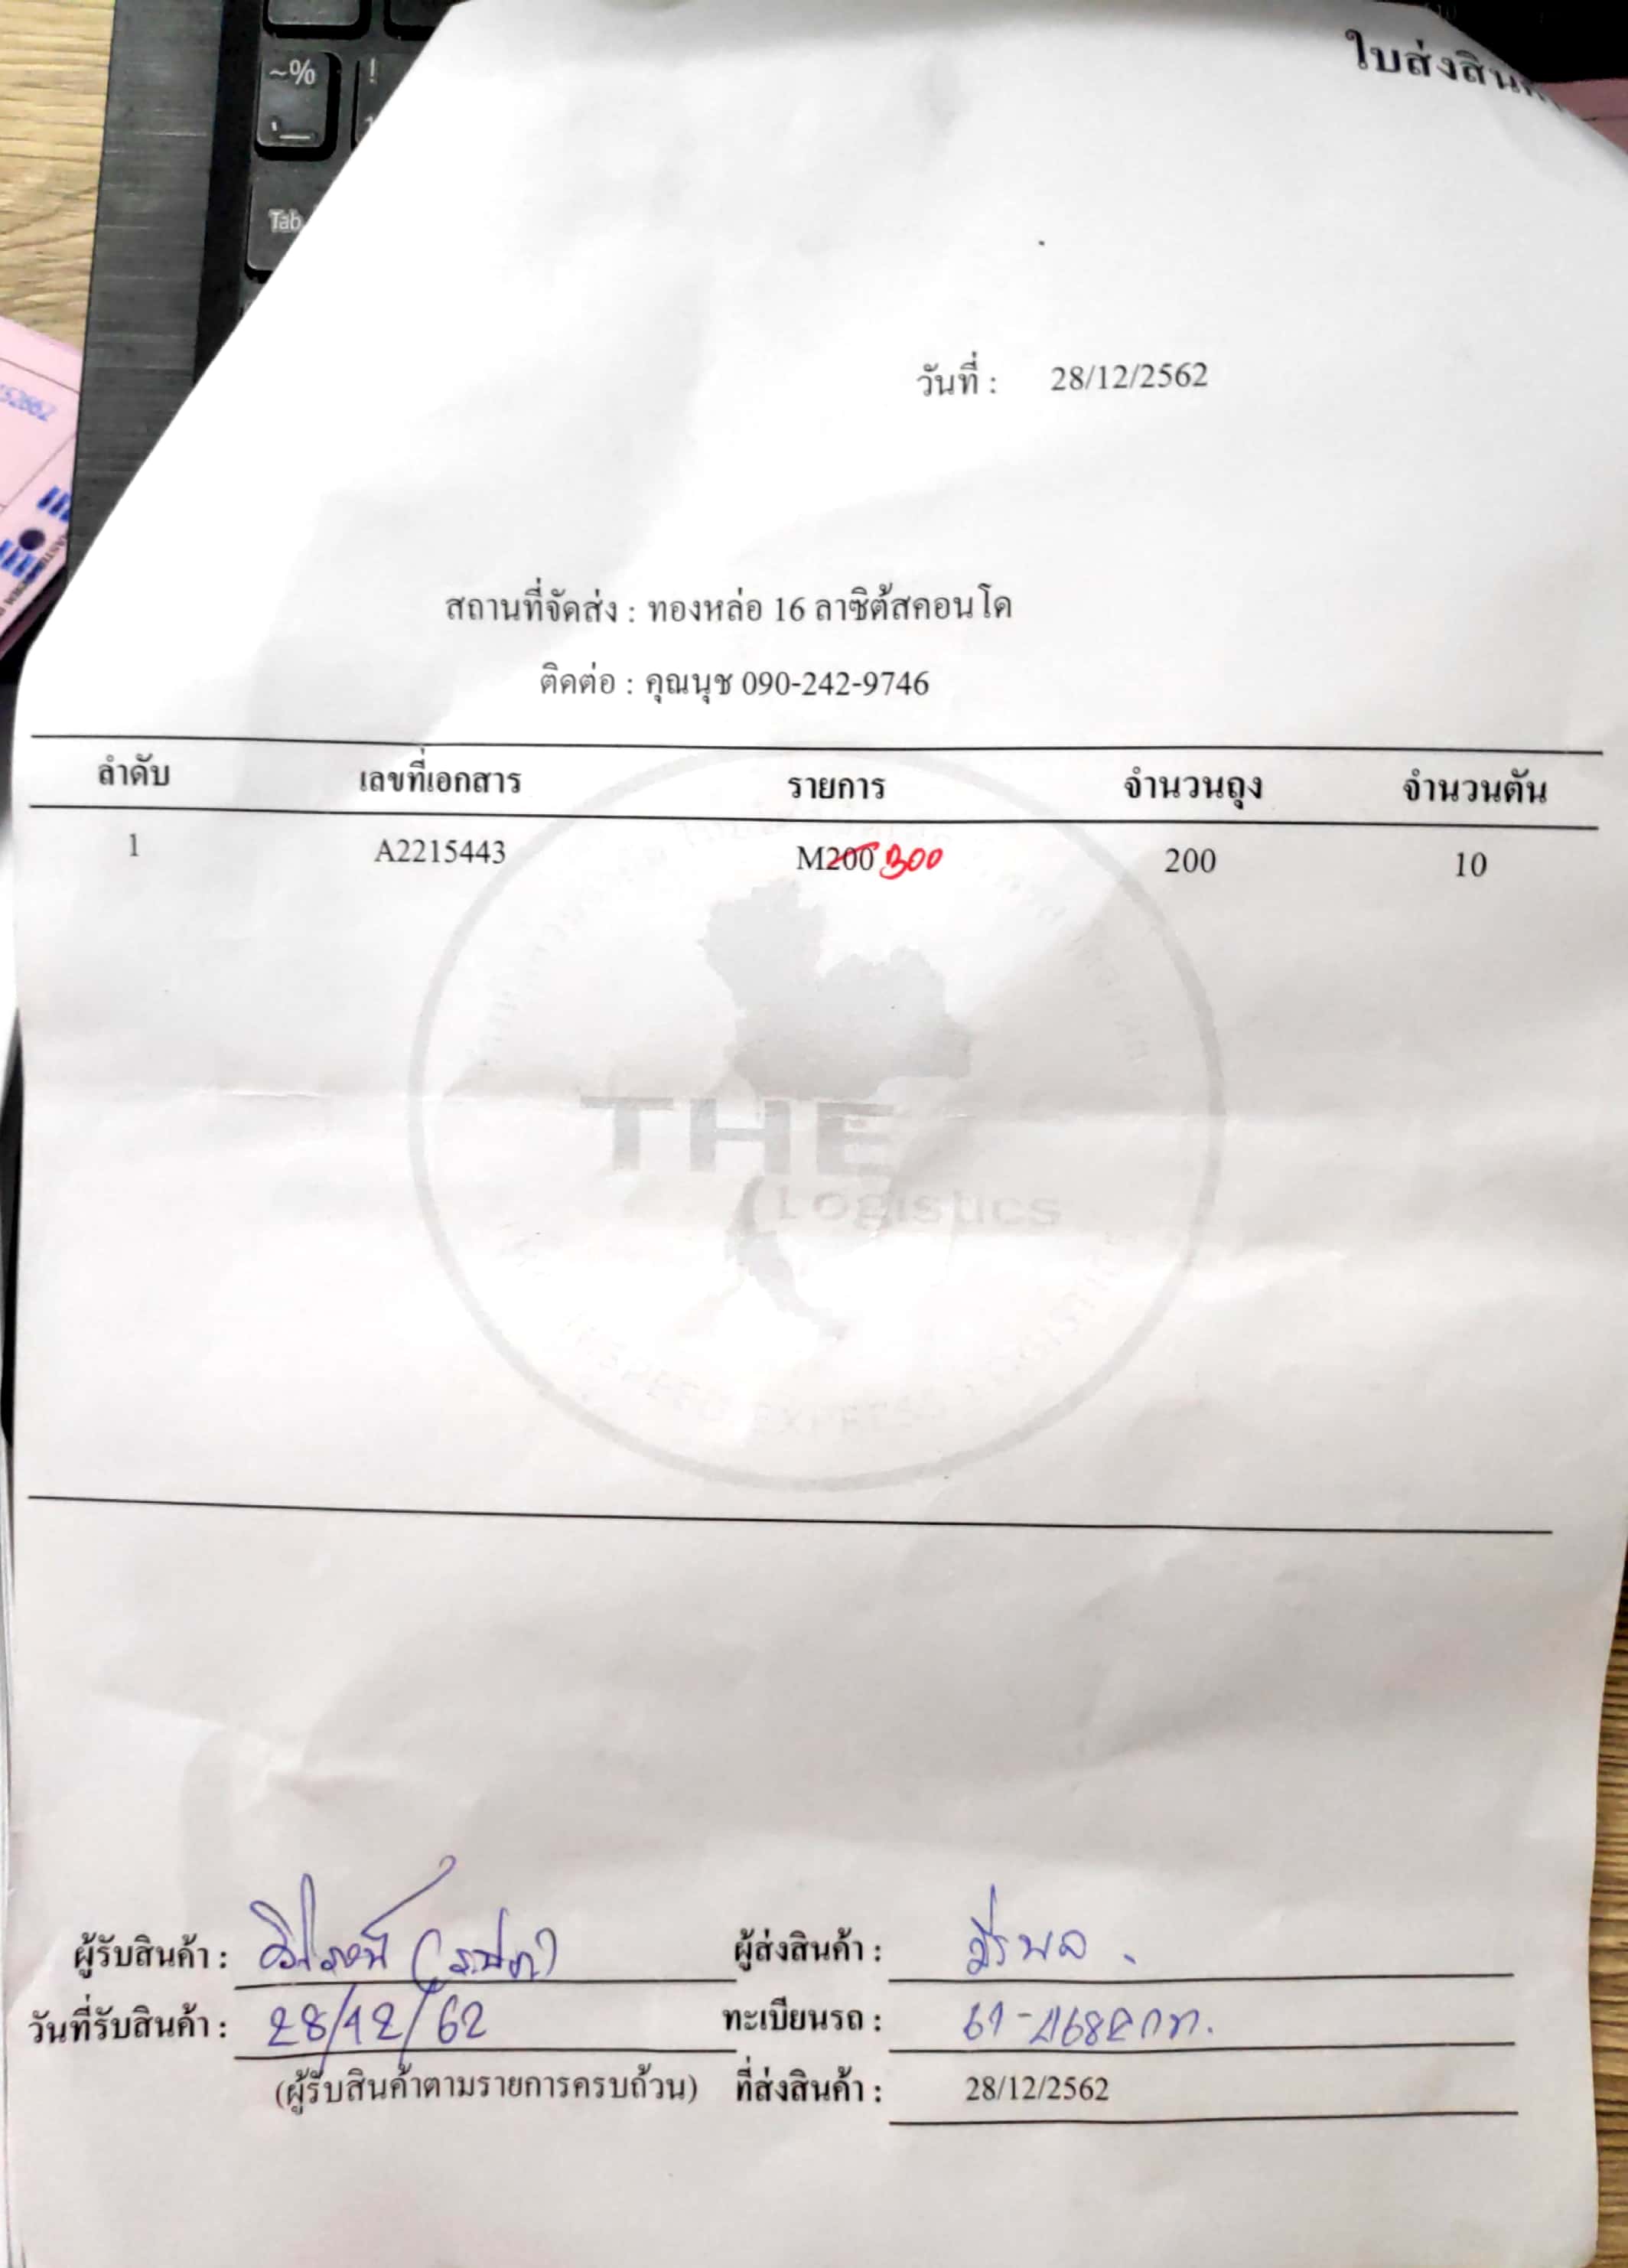 ~%
!
Tab
52662
ใบส่งสินค้า
วันที่ : 28/12/2562
สถานที่จัดส่ง : ทองหล่อ 16 ลาซิตัสคอนโด
ติดต่อ : คุณนุช 090-242-9746
ลำดับ เลขที่เอกสาร รายการ จำนวนถุง จำนวนตัน
1 A2215443 M200 300 200 10
THE
Logistics
EXPRESS
ผู้รับสินค้า : (รปภ) ผู้ส่งสินค้า :
วันที่รับสินค้า : 28/12/62 ทะเบียนรถ :
(ผู้รับสินค้าตามรายการครบถ้วน) ที่ส่งสินค้า : 28/12/2562